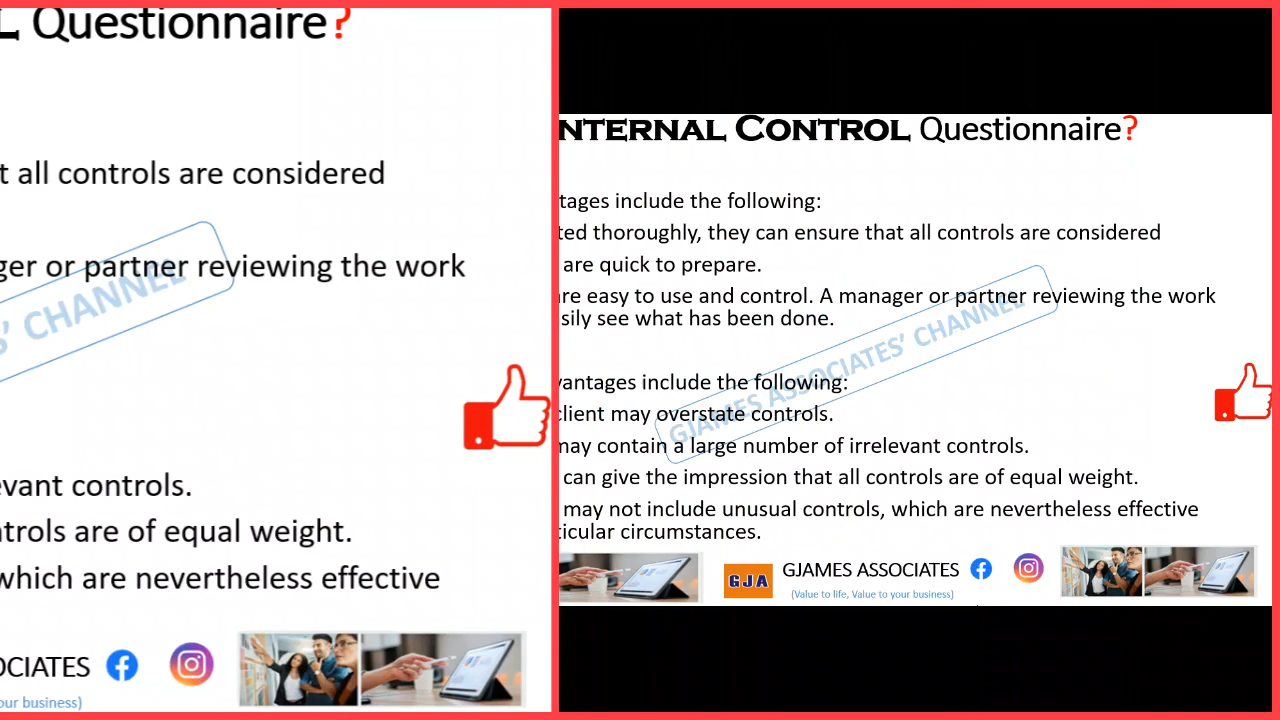 L Questionnaire?
t all controls are considered
ger or partner reviewing the work
S' CHANNEL
evant controls.
ntrols are of equal weight.
which are nevertheless effective
OCIATES
our business)
NTERNAL CONTROL Questionnaire?
tages include the following:
ted thoroughly, they can ensure that all controls are considered
are quick to prepare.
are easy to use and control. A manager or partner reviewing the work
sily see what has been done.
GJAMES ASSOCIATES' CHANNEL
vantages include the following:
client may overstate controls.
may contain a large number of irrelevant controls.
can give the impression that all controls are of equal weight.
may not include unusual controls, which are nevertheless effective
ticular circumstances.
GJA
GJAMES ASSOCIATES
(Value to life, Value to your business)